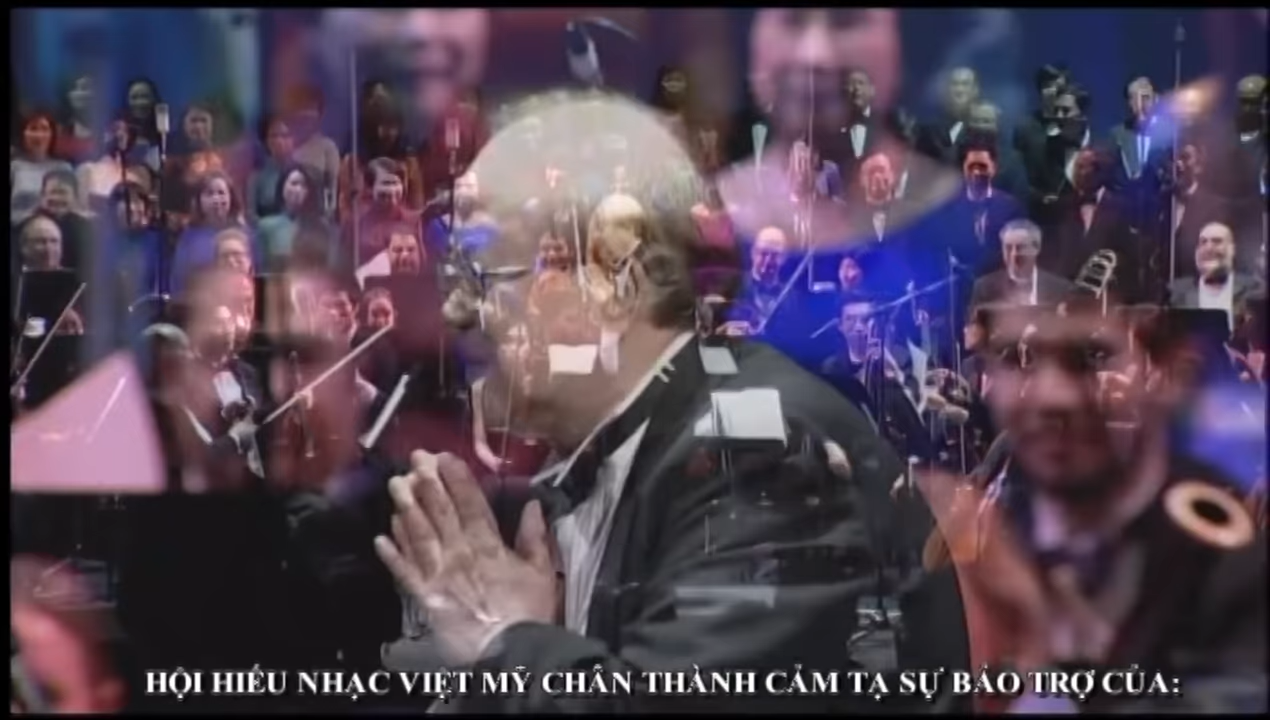 HỘI HIẾU NHẠC VIỆT MỸ CHÂN THÀNH CẢM TẠ SỰ BẢO TRỢ CỦA: